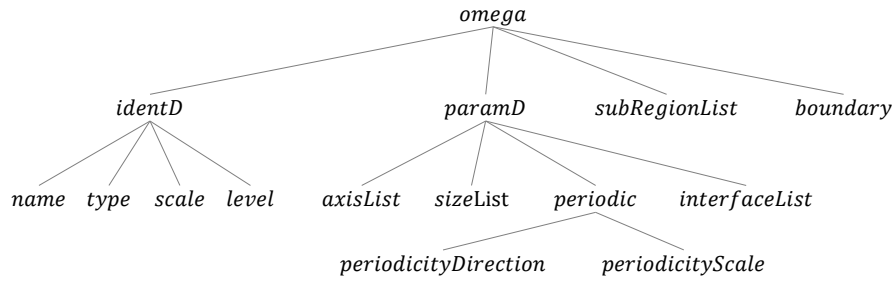 omega
identD paramD subRegionList boundary
name type scale level axisList sizeList periodic interfaceList
periodicityDirection periodicityScale